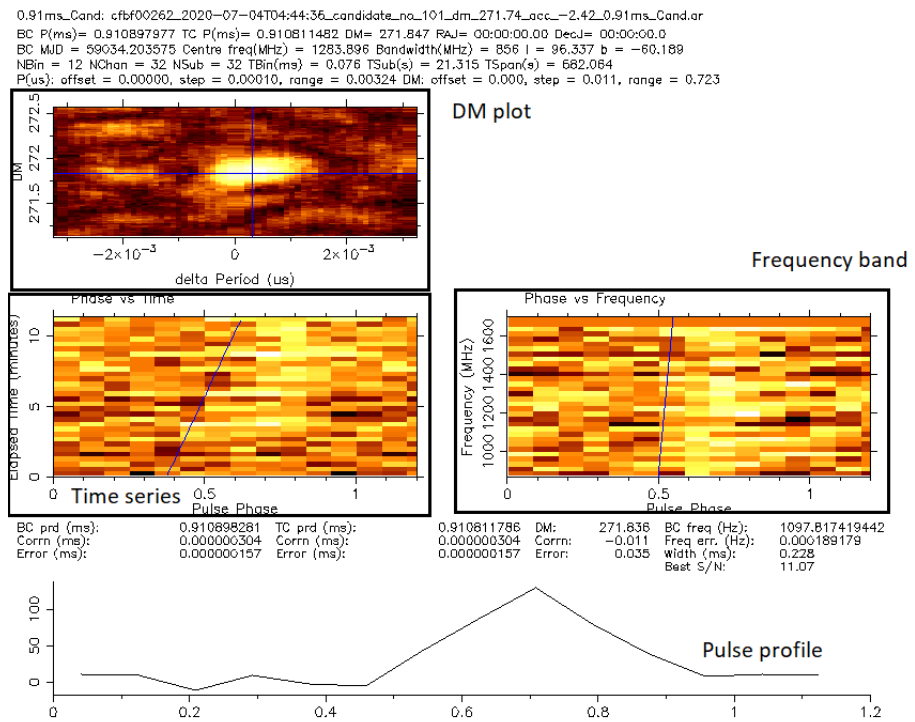 0.91ms_Cand: cfbf00262_2020-07-04T04:44:36_candidate_no_101_dm_271.74_acc_-2.42_0.91ms_Cand.ar
BC P(ms)= 0.910897977 TC P(ms)= 0.910811482 DM= 271.847 RAJ= 00:00:00.00 DecJ= 00:00:00.0
BC MJD = 59034.203575 Centre freq(MHz) = 1283.896 Bandwidth(MHz) = 856 l = 96.337 b = -60.189
NBin = 12 NChan = 32 NSub = 32 TBin(ms) = 0.076 TSub(s) = 21.315 TSpan(s) = 682.064
P(us): offset = 0.00000, step = 0.00010, range = 0.00324 DM: offset = 0.000, step = 0.011, range = 0.723
DM plot
272.5
272
271.5
DM
−2×10⁻³ 0 2×10⁻³
delta Period (us)
Frequency band
Phase vs Time
10
5
0
Elapsed Time (minutes)
0 0.5 1
Time series
Pulse Phase
Phase vs Frequency
1600
1400
1200
1000
Frequency (MHz)
0 0.5 1
Pulse Phase
BC prd (ms): 0.910898281 TC prd (ms): 0.910811786 DM: 271.836 BC freq (Hz): 1097.817419442
Corrn (ms): 0.000000304 Corrn (ms): 0.000000304 Corrn: −0.011 Freq err. (Hz): 0.000189179
Error (ms): 0.000000157 Error (ms): 0.000000157 Error: 0.035 Width (ms): 0.228
Best S/N: 11.07
100
50
0
Pulse profile
0 0.2 0.4 0.6 0.8 1 1.2